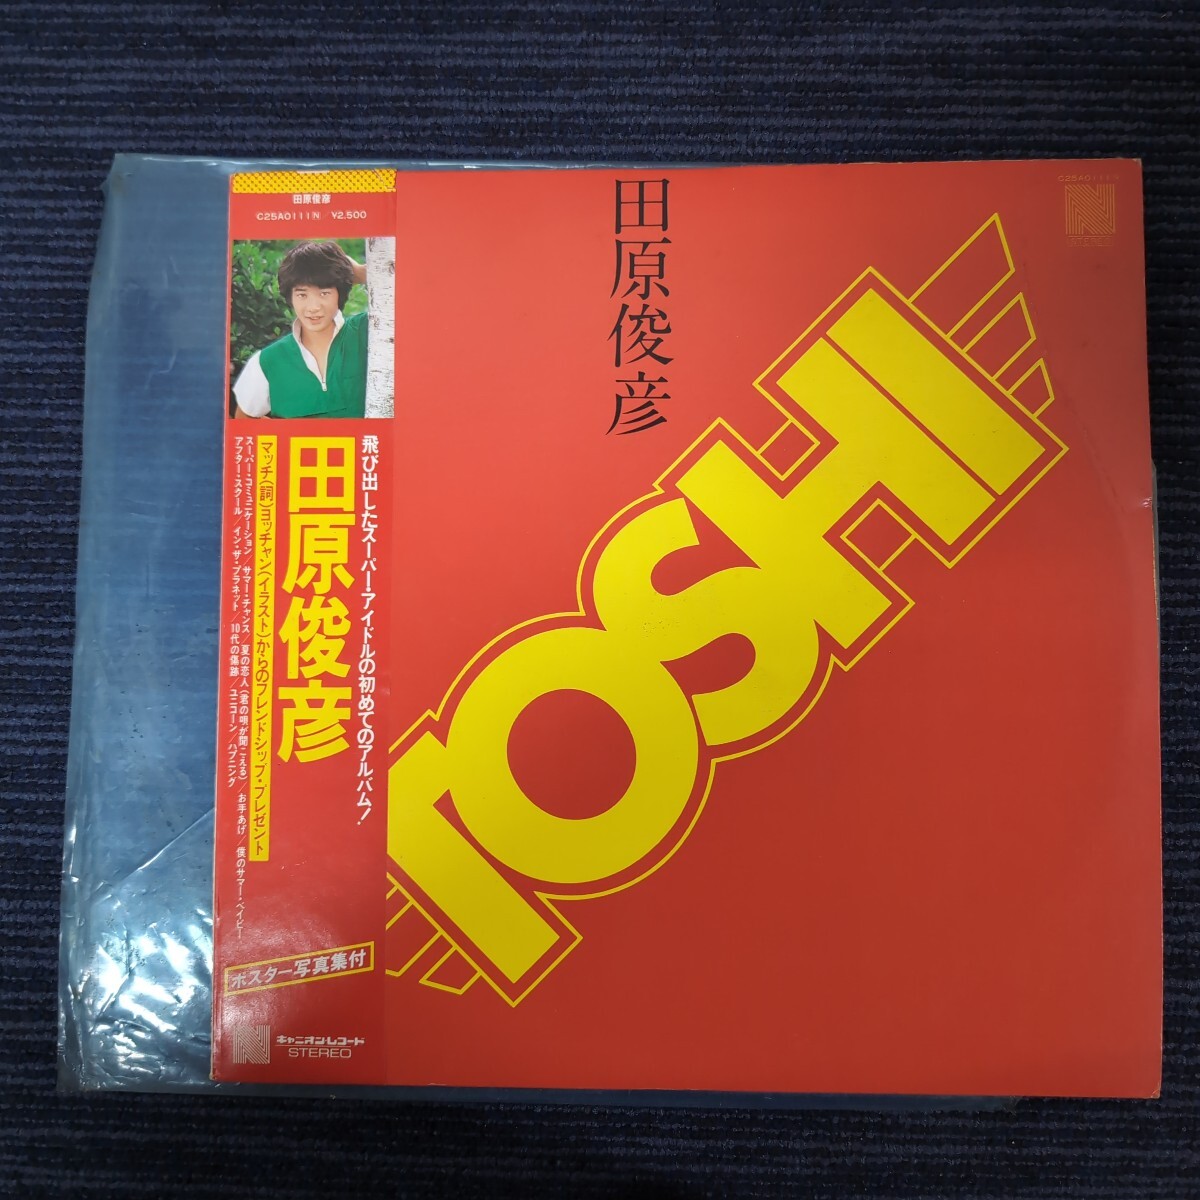 田原俊彦
C25A0111N/¥2,500
飛び出したスーパー・アイドルの初めてのアルバム!
田原俊彦
マッチ(詞)ヨッチャン(イラスト)からのフレンドシップ・プレゼント
スーパー・コミュニケーション/サマー・チャンス/夏の恋人(君の唄が聞こえる)/お手あげ/僕のサマー・ベイビー
アフター・スクール/イン・ザ・プラネット/10代の傷跡/ユニコーン/ハプニング
ポスター写真集付
N キャニオン・レコード
STEREO
田原俊彦
TOSHI
C25A0111N
N
STEREO